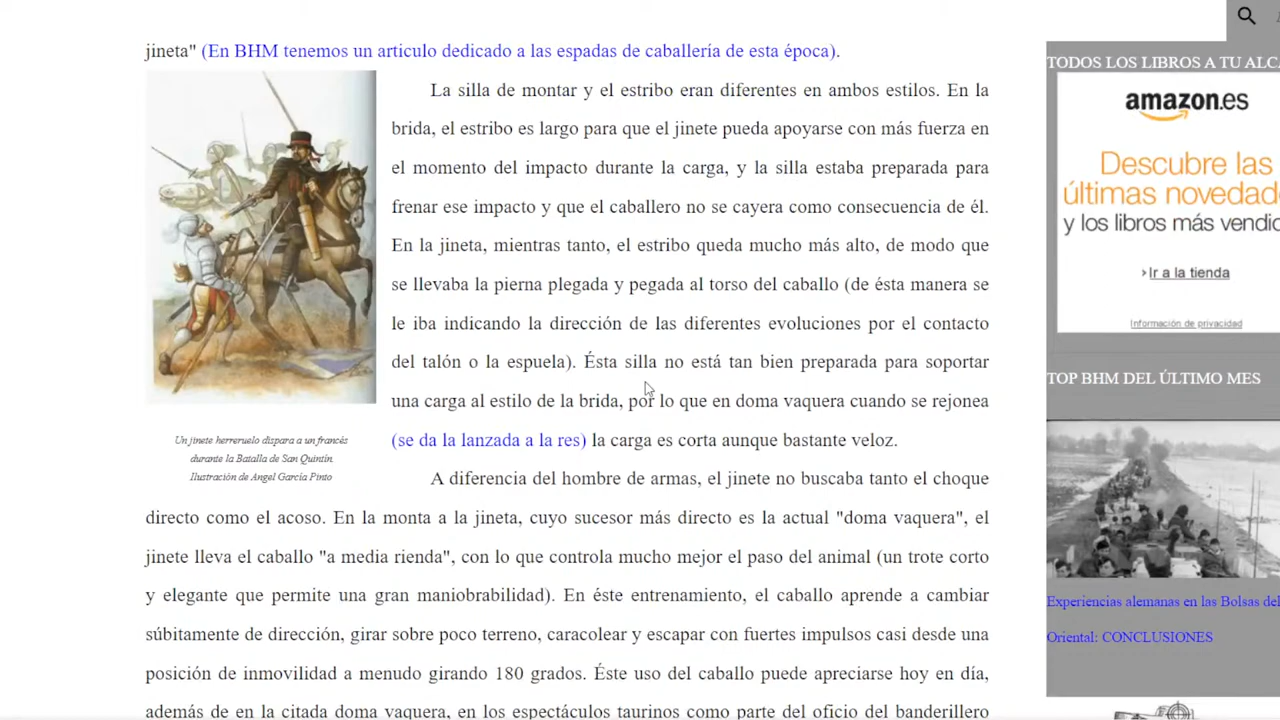 jineta" (En BHM tenemos un articulo dedicado a las espadas de caballería de esta época).
La silla de montar y el estribo eran diferentes en ambos estilos. En la
brida, el estribo es largo para que el jinete pueda apoyarse con más fuerza en
el momento del impacto durante la carga, y la silla estaba preparada para
frenar ese impacto y que el caballero no se cayera como consecuencia de él.
En la jineta, mientras tanto, el estribo queda mucho más alto, de modo que
se llevaba la pierna plegada y pegada al torso del caballo (de ésta manera se
le iba indicando la dirección de las diferentes evoluciones por el contacto
del talón o la espuela). Ésta silla no está tan bien preparada para soportar
una carga al estilo de la brida, por lo que en doma vaquera cuando se rejonea
(se da la lanzada a la res) la carga es corta aunque bastante veloz.
Un jinete herreruelo dispara a un francés
durante la Batalla de San Quintín.
Ilustración de Angel García Pinto
A diferencia del hombre de armas, el jinete no buscaba tanto el choque
directo como el acoso. En la monta a la jineta, cuyo sucesor más directo es la actual "doma vaquera", el
jinete lleva el caballo "a media rienda", con lo que controla mucho mejor el paso del animal (un trote corto
y elegante que permite una gran maniobrabilidad). En éste entrenamiento, el caballo aprende a cambiar
súbitamente de dirección, girar sobre poco terreno, caracolear y escapar con fuertes impulsos casi desde una
posición de inmovilidad a menudo girando 180 grados. Éste uso del caballo puede apreciarse hoy en día,
además de en la citada doma vaquera, en los espectáculos taurinos como parte del oficio del banderillero
TODOS LOS LIBROS A TU ALCA
amazon.es
Descubre las
últimas novedad
y los libros más vendi
Ir a la tienda
Información de privacidad
TOP BHM DEL ÚLTIMO MES
Experiencias alemanas en las Bolsas del
Oriental: CONCLUSIONES